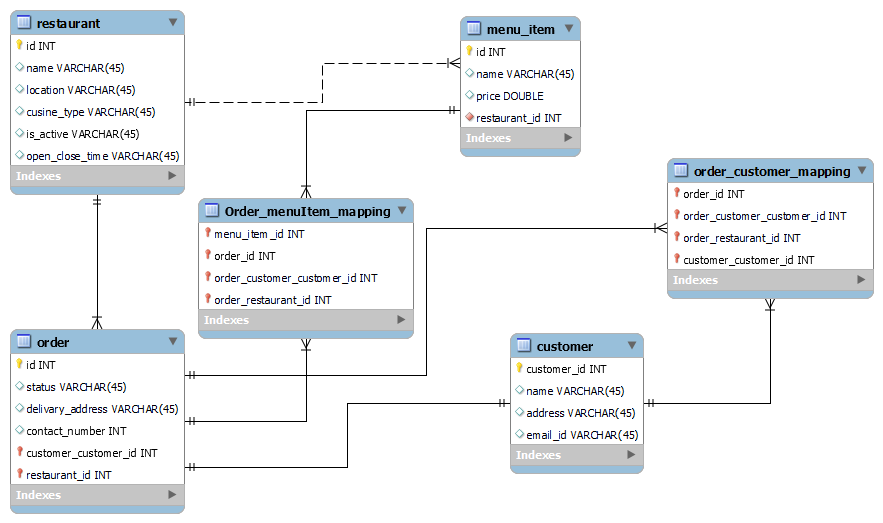 restaurant
id INT
name VARCHAR(45)
location VARCHAR(45)
cusine_type VARCHAR(45)
is_active VARCHAR(45)
open_close_time VARCHAR(45)
Indexes
menu_item
id INT
name VARCHAR(45)
price DOUBLE
restaurant_id INT
Indexes
Order_menuItem_mapping
menu_item_id INT
order_id INT
order_customer_customer_id INT
order_restaurant_id INT
Indexes
order_customer_mapping
order_id INT
order_customer_customer_id INT
order_restaurant_id INT
customer_customer_id INT
Indexes
order
id INT
status VARCHAR(45)
delivary_address VARCHAR(45)
contact_number INT
customer_customer_id INT
restaurant_id INT
Indexes
customer
customer_id INT
name VARCHAR(45)
address VARCHAR(45)
email_id VARCHAR(45)
Indexes